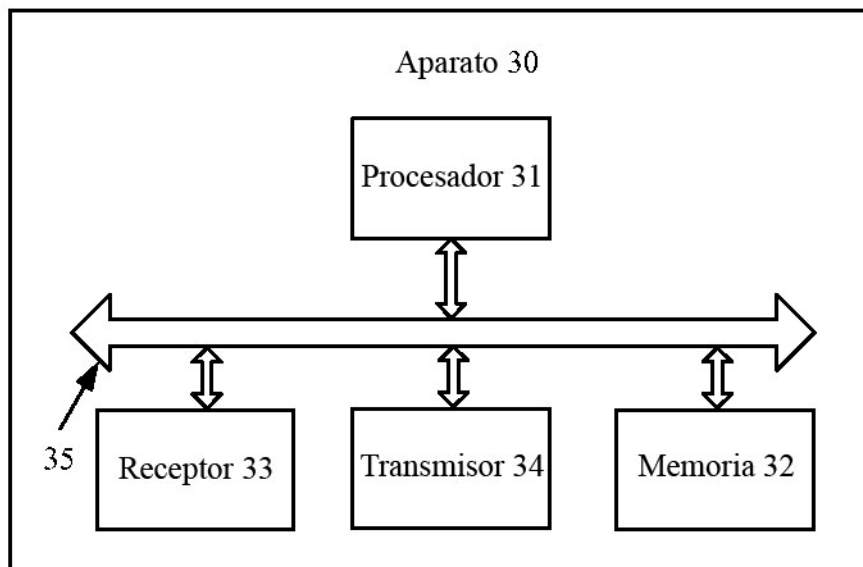 Aparato 30
Procesador 31
35
Receptor 33
Transmisor 34
Memoria 32